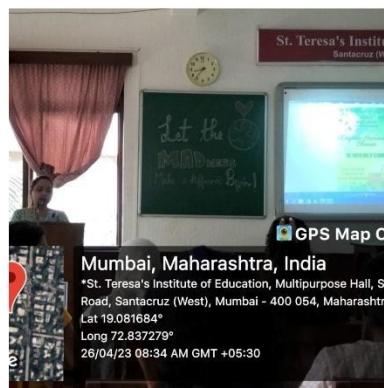 St. Teresa's Institu
Santacruz (W
Let the
MADNESS
Make a difference Begin!
GPS Map C
Mumbai, Maharashtra, India
*St. Teresa's Institute of Education, Multipurpose Hall, S
Road, Santacruz (West), Mumbai - 400 054, Maharashtr
Lat 19.081684°
Long 72.837279°
26/04/23 08:34 AM GMT +05:30